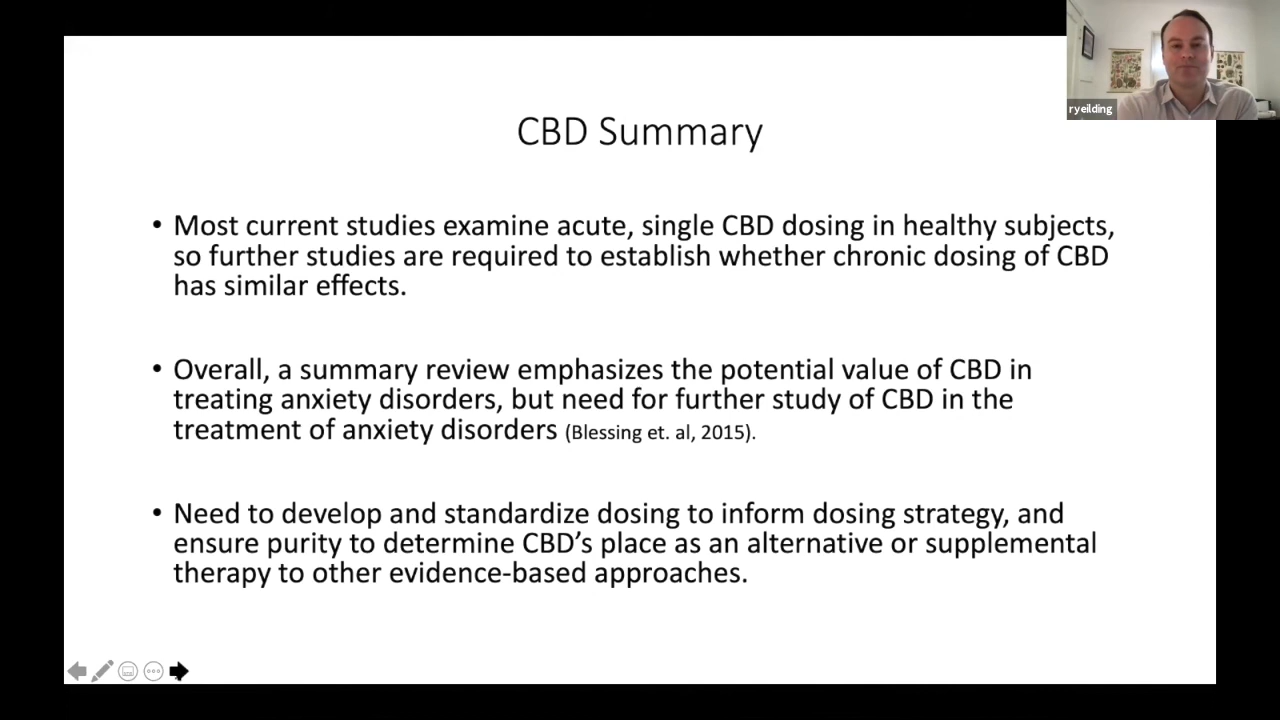 ryeilding
CBD Summary
• Most current studies examine acute, single CBD dosing in healthy subjects,
so further studies are required to establish whether chronic dosing of CBD
has similar effects.
• Overall, a summary review emphasizes the potential value of CBD in
treating anxiety disorders, but need for further study of CBD in the
treatment of anxiety disorders (Blessing et. al, 2015).
• Need to develop and standardize dosing to inform dosing strategy, and
ensure purity to determine CBD’s place as an alternative or supplemental
therapy to other evidence-based approaches.